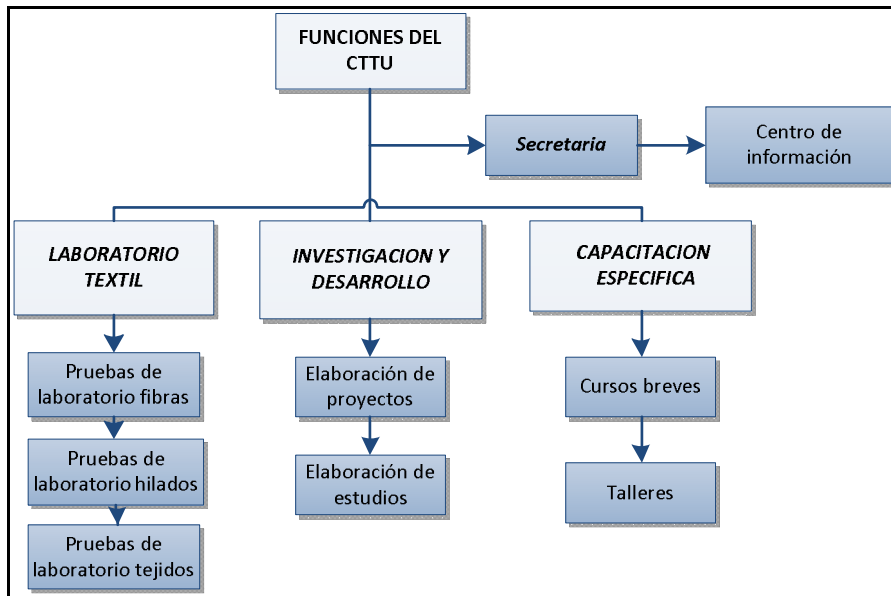 FUNCIONES DEL
CTTU
Secretaria
Centro de
información
LABORATORIO
TEXTIL
INVESTIGACION Y
DESARROLLO
CAPACITACION
ESPECIFICA
Pruebas de
laboratorio fibras
Elaboración de
proyectos
Cursos breves
Pruebas de
laboratorio hilados
Elaboración de
estudios
Talleres
Pruebas de
laboratorio tejidos